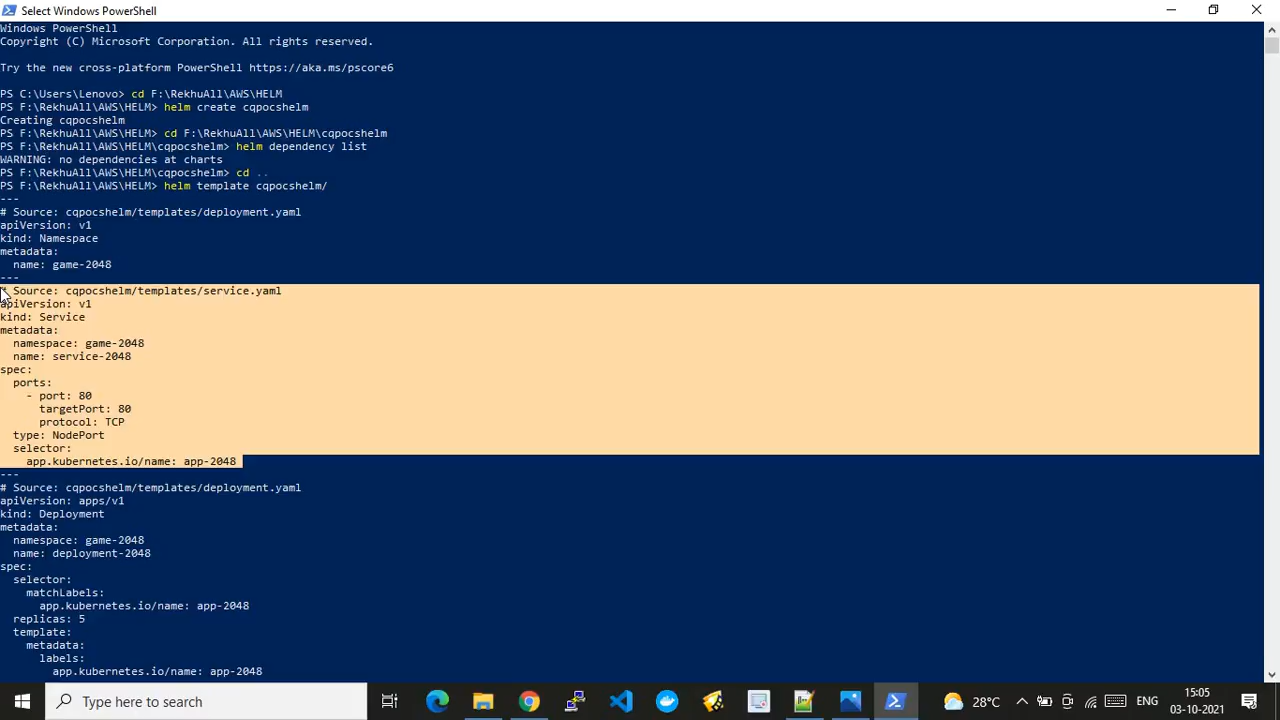 Select Windows PowerShell
Windows PowerShell
Copyright (C) Microsoft Corporation. All rights reserved.
Try the new cross-platform PowerShell https://aka.ms/pscore6
PS C:\Users\Lenovo> cd F:\RekhuAll\AWS\HELM
PS F:\RekhuAll\AWS\HELM> helm create cqpocshelm
Creating cqpocshelm
PS F:\RekhuAll\AWS\HELM> cd F:\RekhuAll\AWS\HELM\cqpocshelm
PS F:\RekhuAll\AWS\HELM\cqpocshelm> helm dependency list
WARNING: no dependencies at charts
PS F:\RekhuAll\AWS\HELM\cqpocshelm> cd ..
PS F:\RekhuAll\AWS\HELM> helm template cqpocshelm/
---
# Source: cqpocshelm/templates/deployment.yaml
apiVersion: v1
kind: Namespace
metadata:
  name: game-2048
---
# Source: cqpocshelm/templates/service.yaml
apiVersion: v1
kind: Service
metadata:
  namespace: game-2048
  name: service-2048
spec:
  ports:
    - port: 80
      targetPort: 80
      protocol: TCP
  type: NodePort
  selector:
    app.kubernetes.io/name: app-2048
---
# Source: cqpocshelm/templates/deployment.yaml
apiVersion: apps/v1
kind: Deployment
metadata:
  namespace: game-2048
  name: deployment-2048
spec:
  selector:
    matchLabels:
      app.kubernetes.io/name: app-2048
  replicas: 5
  template:
    metadata:
      labels:
        app.kubernetes.io/name: app-2048
Type here to search
28°C
ENG
15:05
03-10-2021